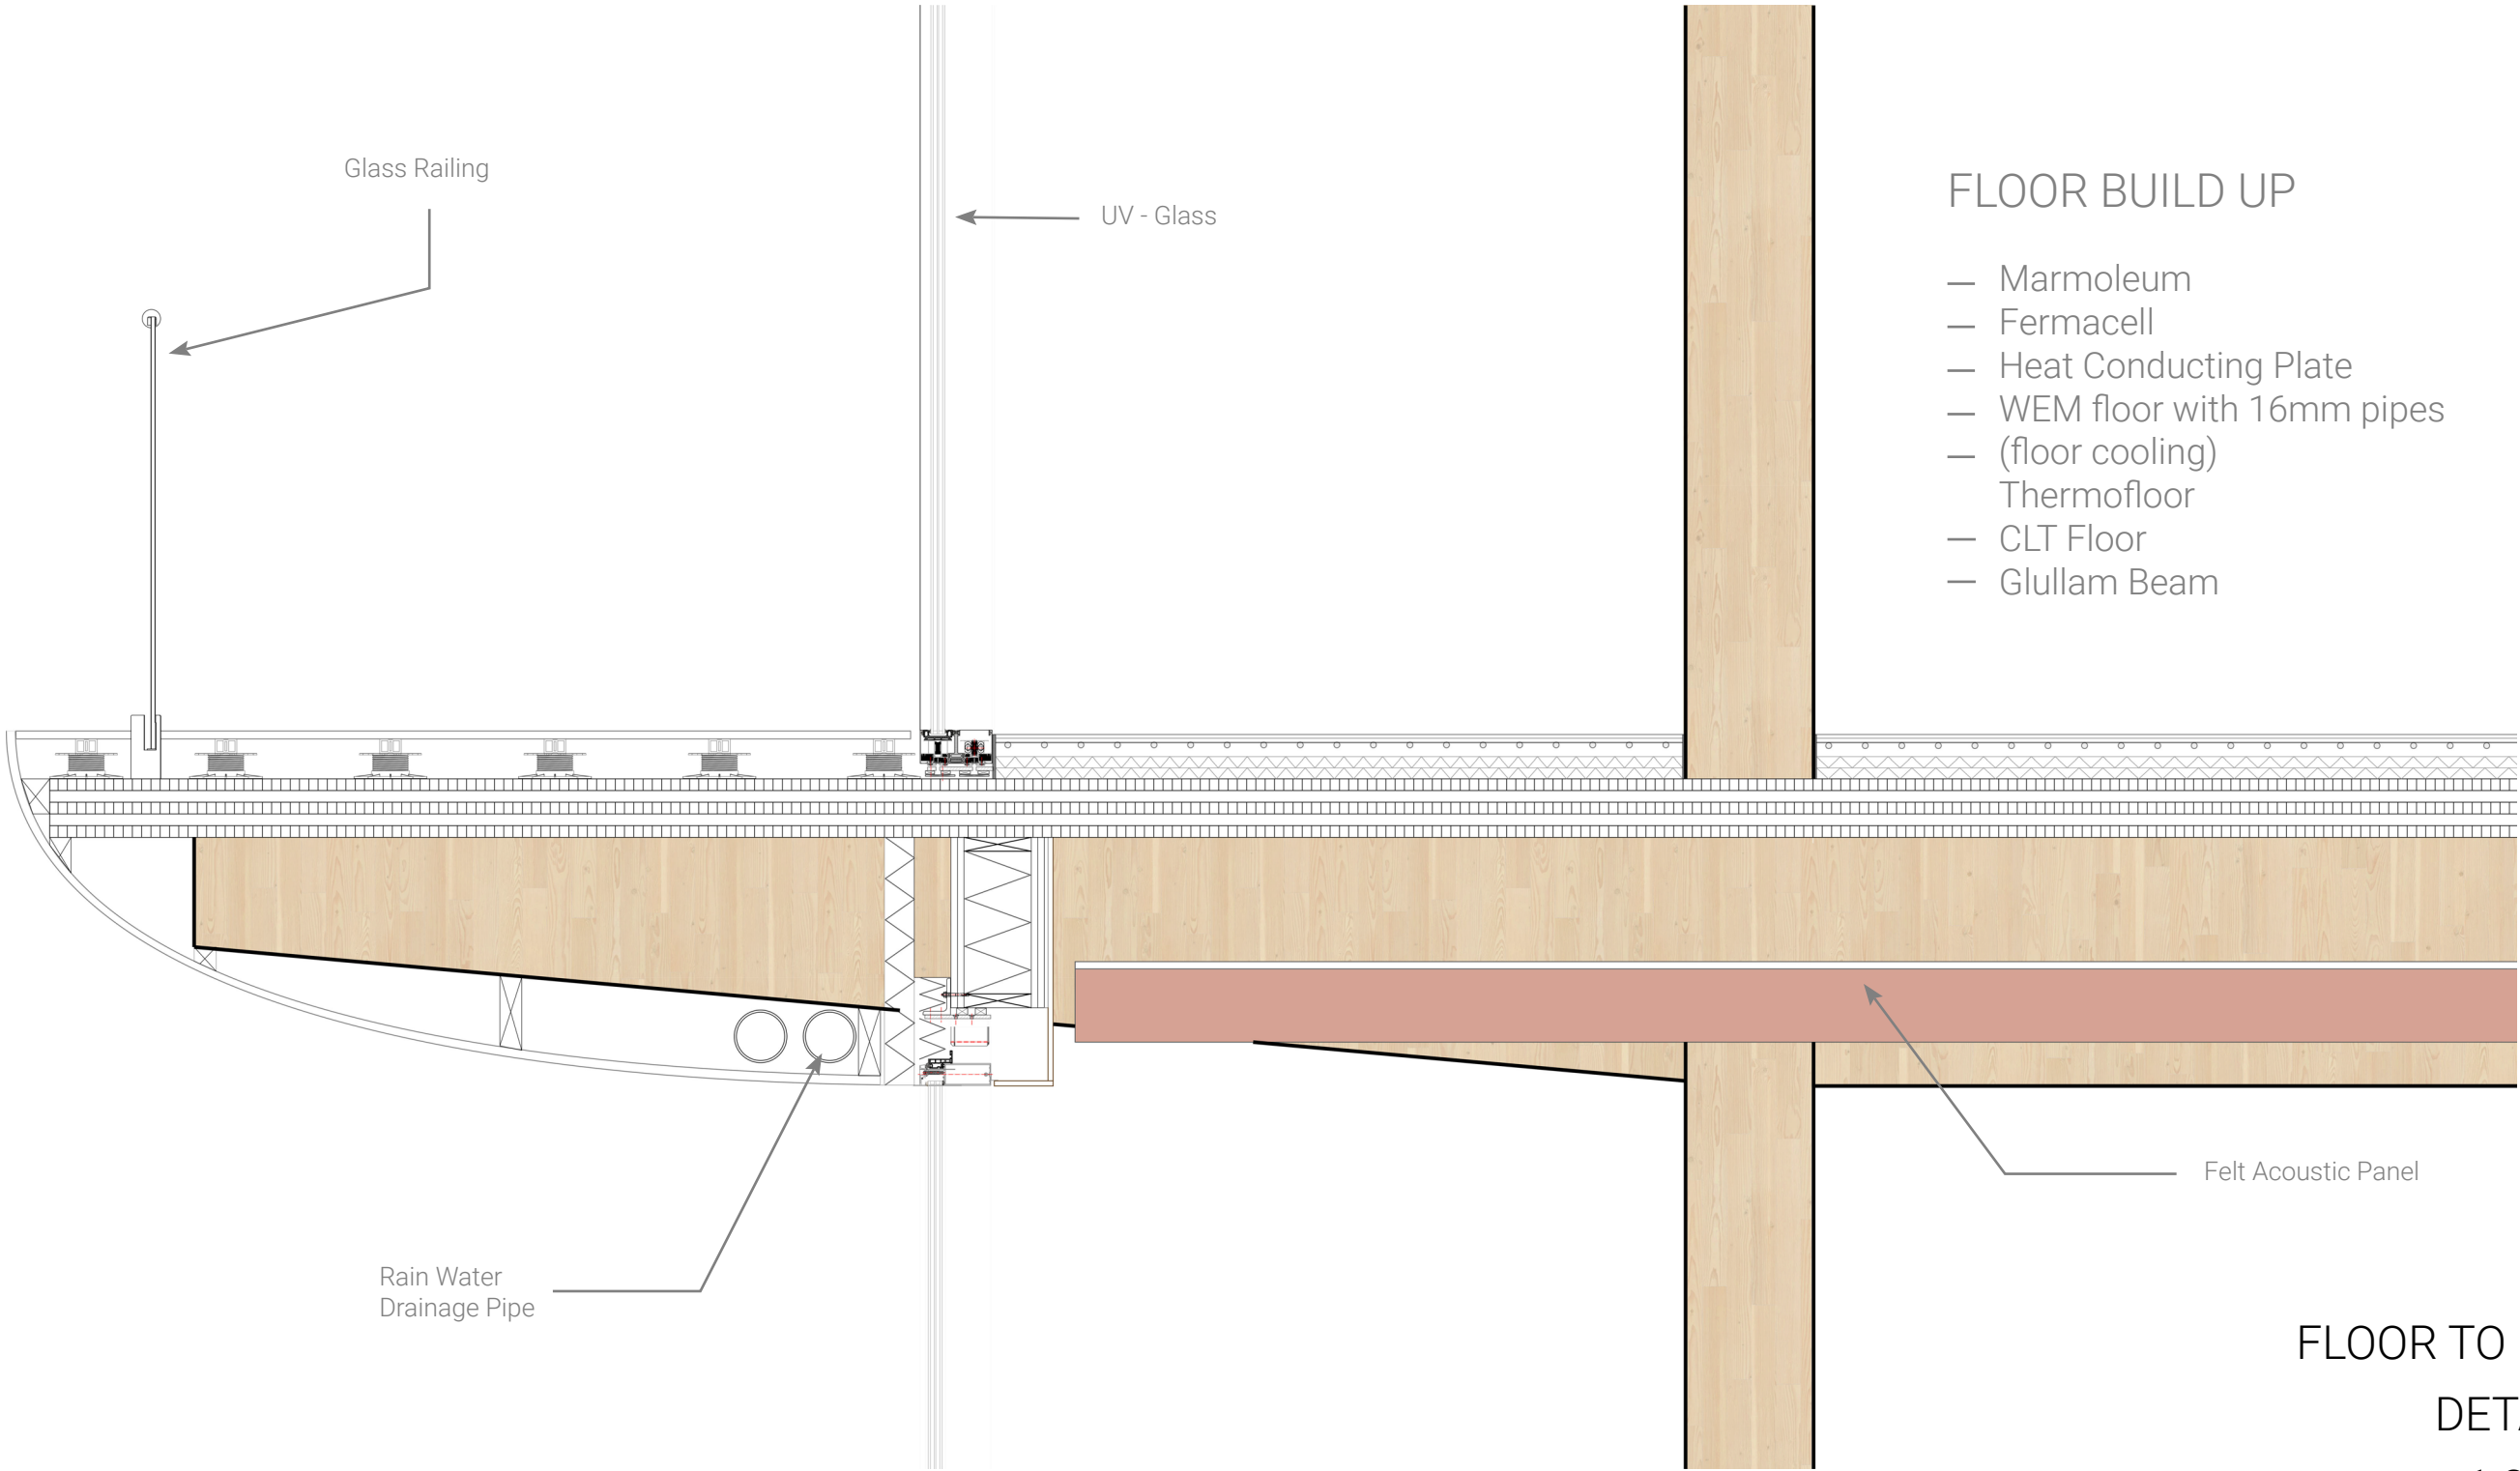 Glass Railing
UV - Glass
FLOOR BUILD UP
— Marmoleum
— Fermacell
— Heat Conducting Plate
— WEM floor with 16mm pipes
— (floor cooling)
Thermofloor
— CLT Floor
— Glullam Beam
Felt Acoustic Panel
Rain Water
Drainage Pipe
FLOOR TO
DETA